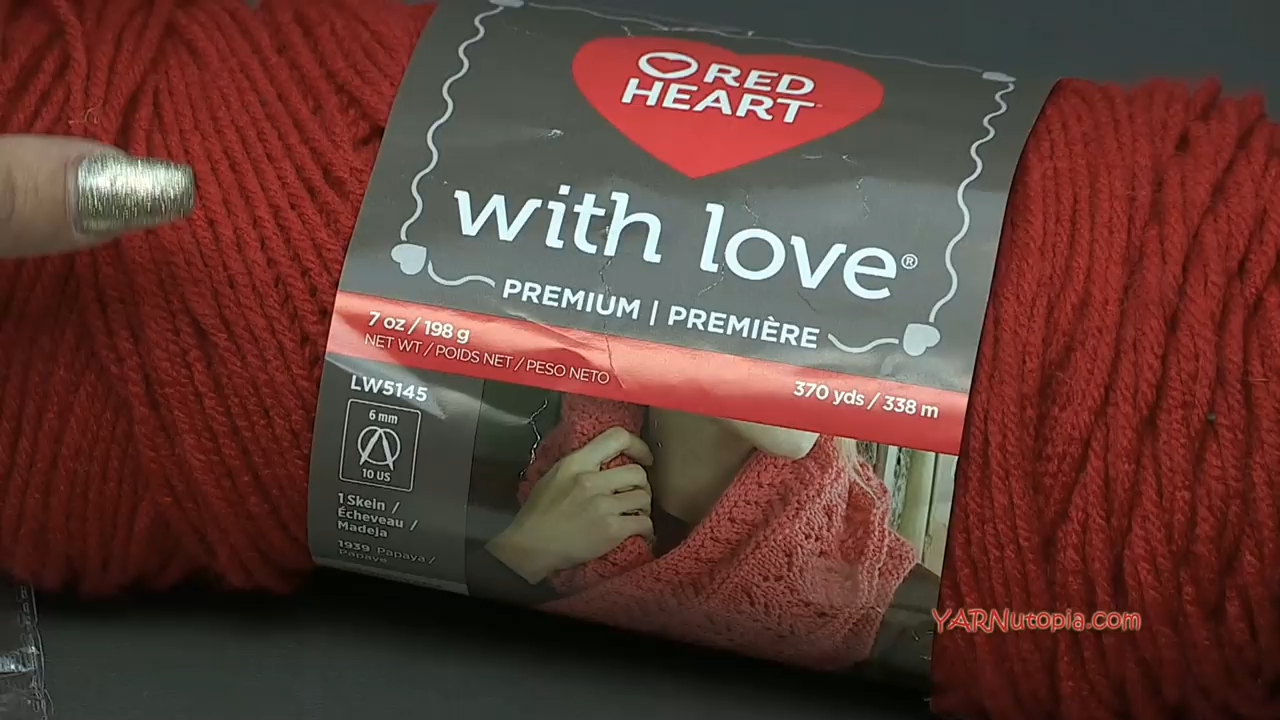 RED
HEART
with love®
PREMIUM | PREMIÈRE
7 oz / 198 g
NET WT / POIDS NET / PESO NETO
370 yds / 338 m
LW5145
6 mm
10 US
1 Skein /
Écheveau /
Madeja
1939 Papaya /
Papaye
YARNutopia.com